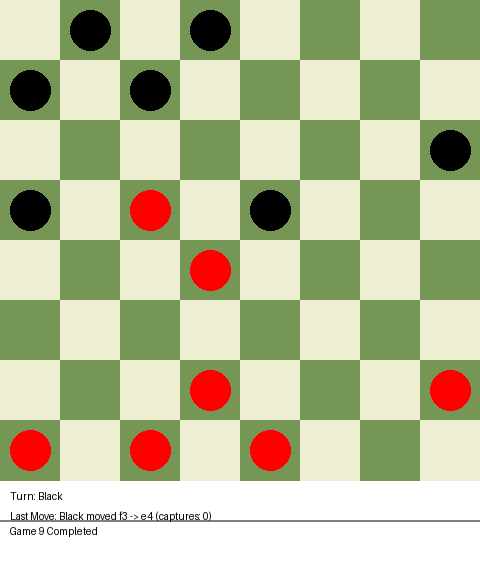 Turn: Black
Last Move: Black moved f3 -> e4 (captures: 0)
Game 9 Completed